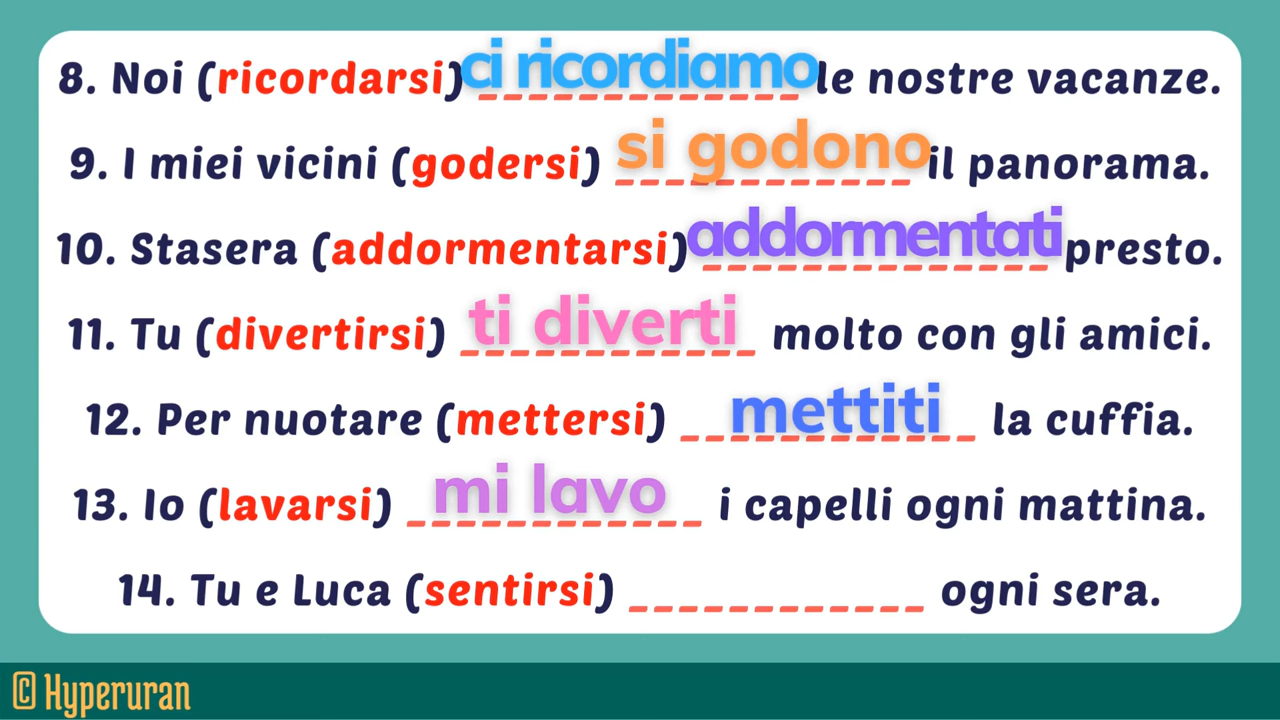 8. Noi (ricordarsi) ci ricordiamo le nostre vacanze.
9. I miei vicini (godersi) si godono il panorama.
10. Stasera (addormentarsi) addormentati presto.
11. Tu (divertirsi) ti diverti molto con gli amici.
12. Per nuotare (mettersi) mettiti la cuffia.
13. Io (lavarsi) mi lavo i capelli ogni mattina.
14. Tu e Luca (sentirsi) ____________ ogni sera.
© Hyperuran